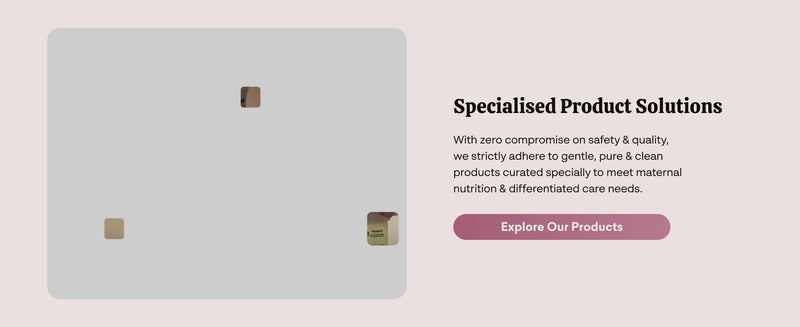 Specialised Product Solutions
With zero compromise on safety & quality,
we strictly adhere to gentle, pure & clean
products curated specially to meet maternal
nutrition & differentiated care needs.
Explore Our Products